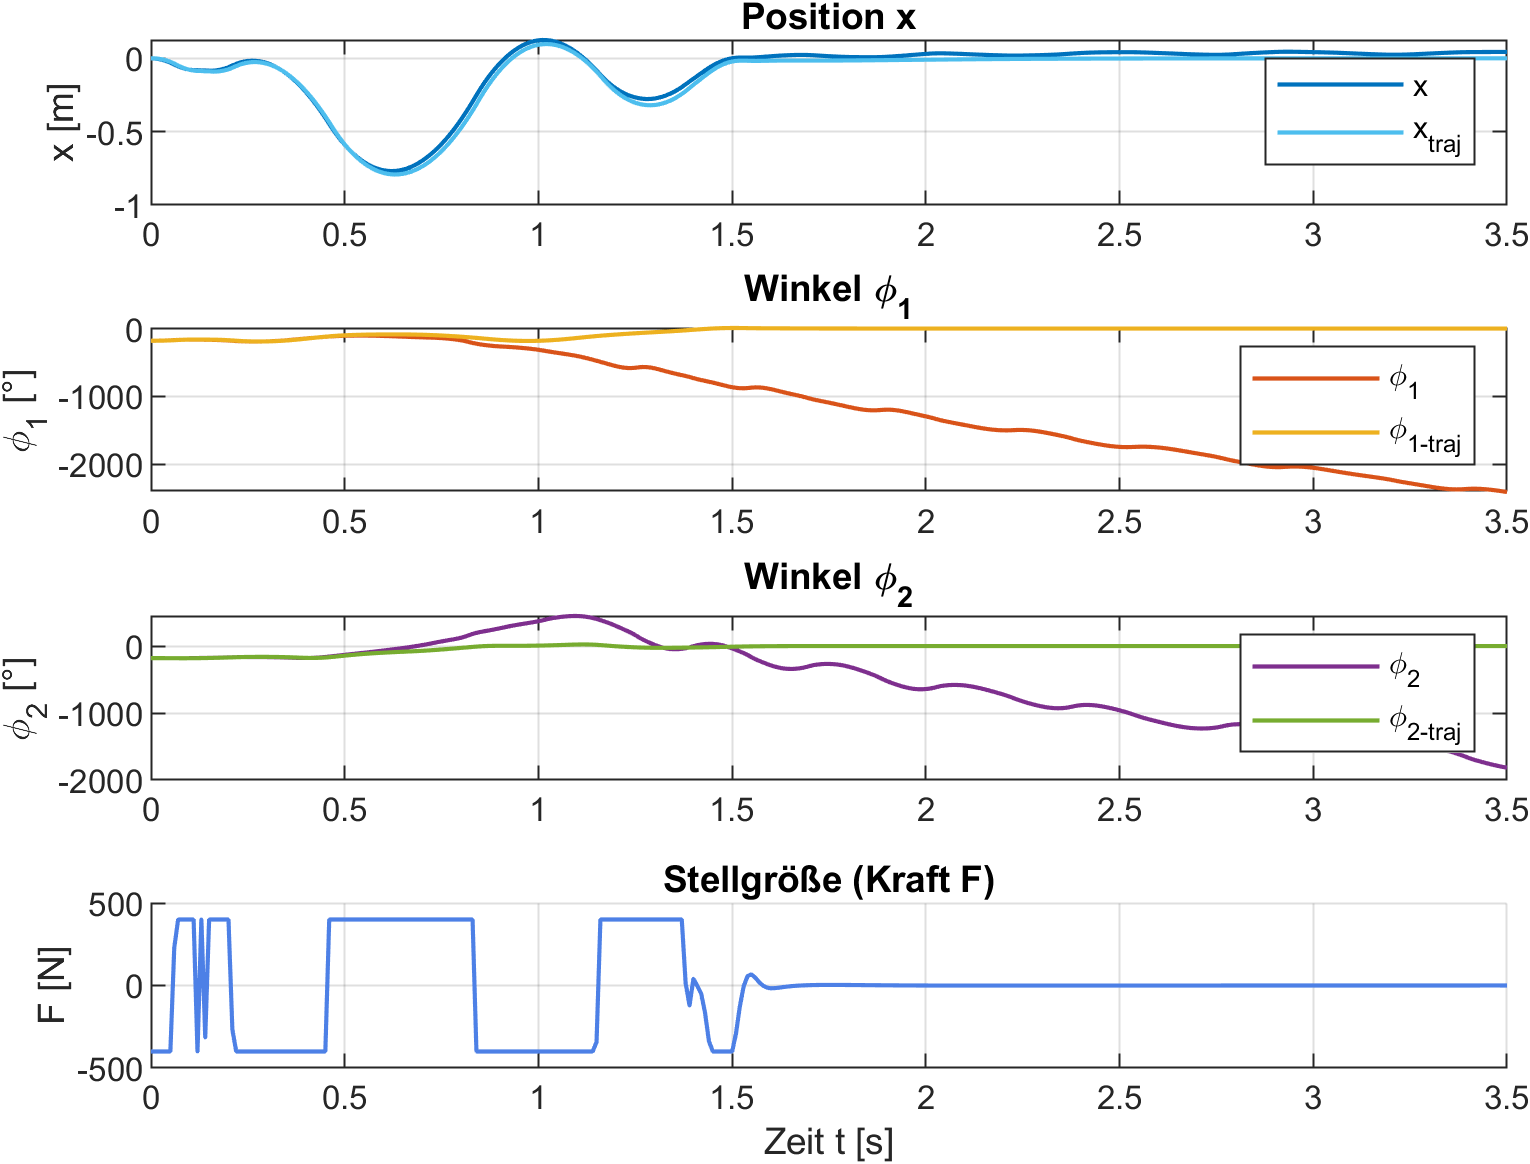 Position x
x [m]
0
-0.5
-1
0 0.5 1 1.5 2 2.5 3 3.5
x
x_traj
Winkel ϕ_1
ϕ_1 [°]
0
-1000
-2000
0 0.5 1 1.5 2 2.5 3 3.5
ϕ_1
ϕ_1-traj
Winkel ϕ_2
ϕ_2 [°]
0
-1000
-2000
0 0.5 1 1.5 2 2.5 3 3.5
ϕ_2
ϕ_2-traj
Stellgröße (Kraft F)
F [N]
500
0
-500
0 0.5 1 1.5 2 2.5 3 3.5
Zeit t [s]